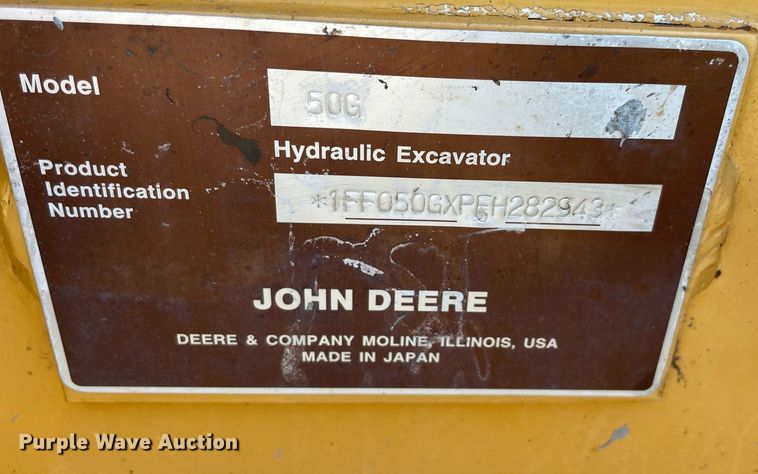 Model
50G
Hydraulic Excavator
Product
Identification
Number
*1FF050GXPFH282943*
JOHN DEERE
DEERE & COMPANY MOLINE, ILLINOIS, USA
MADE IN JAPAN
Purple Wave Auction